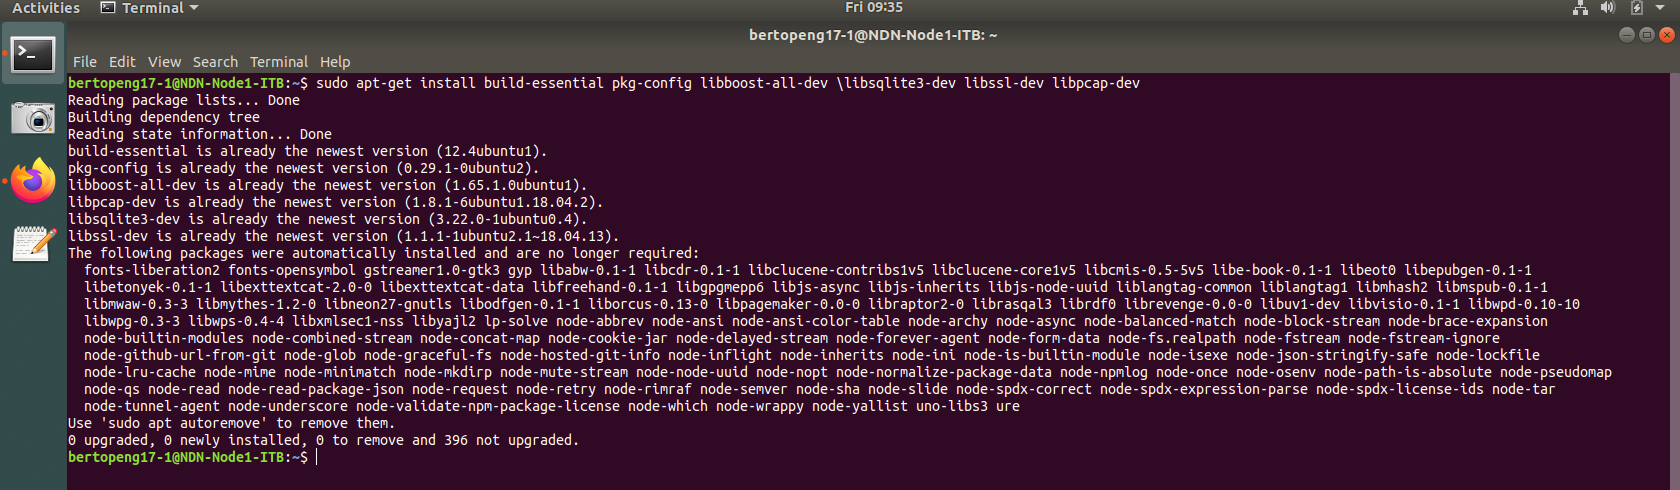 Activities Terminal Fri 09:35
bertopeng17-1@NDN-Node1-ITB: ~
File Edit View Search Terminal Help
bertopeng17-1@NDN-Node1-ITB:~$ sudo apt-get install build-essential pkg-config libboost-all-dev \libsqlite3-dev libssl-dev libpcap-dev
Reading package lists... Done
Building dependency tree
Reading state information... Done
build-essential is already the newest version (12.4ubuntu1).
pkg-config is already the newest version (0.29.1-0ubuntu2).
libboost-all-dev is already the newest version (1.65.1.0ubuntu1).
libpcap-dev is already the newest version (1.8.1-6ubuntu1.18.04.2).
libsqlite3-dev is already the newest version (3.22.0-1ubuntu0.4).
libssl-dev is already the newest version (1.1.1-1ubuntu2.1~18.04.13).
The following packages were automatically installed and are no longer required:
fonts-liberation2 fonts-opensymbol gstreamer1.0-gtk3 gyp libabw-0.1-1 libcdr-0.1-1 libclucene-contribs1v5 libclucene-core1v5 libcmis-0.5-5v5 libe-book-0.1-1 libeot0 libepubgen-0.1-1
libetonyek-0.1-1 libexttextcat-2.0-0 libexttextcat-data libfreehand-0.1-1 libgpgmepp6 libjs-async libjs-inherits libjs-node-uuid liblangtag-common liblangtag1 libmhash2 libmspub-0.1-1
libmwaw-0.3-3 libmythes-1.2-0 libneon27-gnutls libodfgen-0.1-1 liborcus-0.13-0 libpagemaker-0.0-0 libraptor2-0 librasqal3 librdf0 librevenge-0.0-0 libuv1-dev libvisio-0.1-1 libwpd-0.10-10
libwpg-0.3-3 libwps-0.4-4 libxmlsec1-nss libyajl2 lp-solve node-abbrev node-ansi node-ansi-color-table node-archy node-async node-balanced-match node-block-stream node-brace-expansion
node-builtin-modules node-combined-stream node-concat-map node-cookie-jar node-delayed-stream node-forever-agent node-form-data node-fs.realpath node-fstream node-fstream-ignore
node-github-url-from-git node-glob node-graceful-fs node-hosted-git-info node-inflight node-inherits node-ini node-is-builtin-module node-isexe node-json-stringify-safe node-lockfile
node-lru-cache node-mime node-minimatch node-mkdirp node-mute-stream node-node-uuid node-nopt node-normalize-package-data node-npmlog node-once node-osenv node-path-is-absolute node-pseudomap
node-qs node-read node-read-package-json node-request node-retry node-rimraf node-semver node-sha node-slide node-spdx-correct node-spdx-expression-parse node-spdx-license-ids node-tar
node-tunnel-agent node-underscore node-validate-npm-package-license node-which node-wrappy node-yallist uno-libs3 ure
Use 'sudo apt autoremove' to remove them.
0 upgraded, 0 newly installed, 0 to remove and 396 not upgraded.
bertopeng17-1@NDN-Node1-ITB:~$